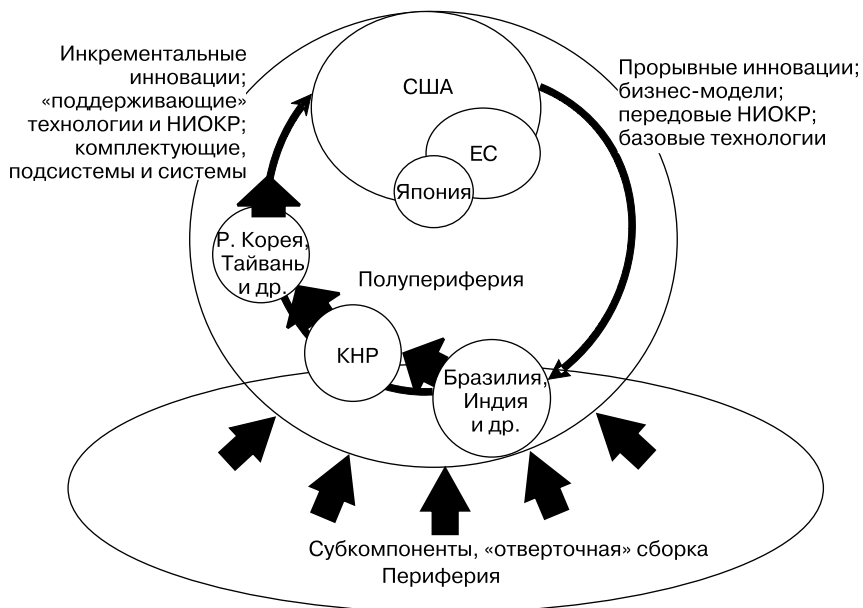 Инкрементальные
инновации;
«поддерживающие»
технологии и НИОКР;
комплектующие,
подсистемы и системы
США
ЕС
Япония
Прорывные инновации;
бизнес-модели;
передовые НИОКР;
базовые технологии
Р. Корея,
Тайвань
и др.
Полупериферия
КНР
Бразилия,
Индия
и др.
Субкомпоненты, «отверточная» сборка
Периферия